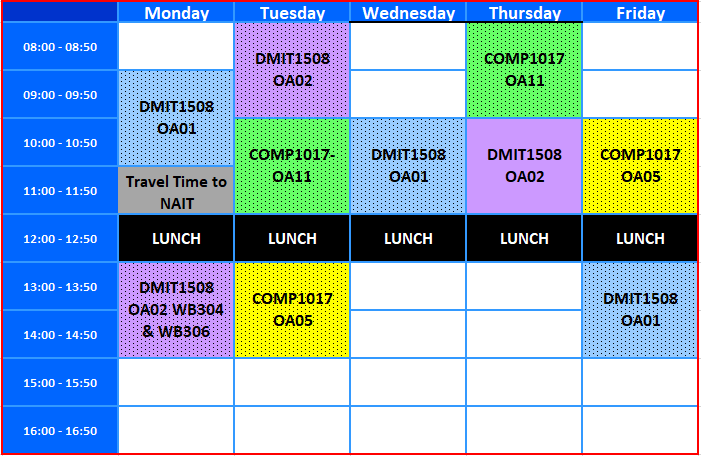 Monday Tuesday Wednesday Thursday Friday
08:00 - 08:50
DMIT1508
OA02
COMP1017
OA11
09:00 - 09:50
DMIT1508
OA01
10:00 - 10:50
COMP1017-
OA11
DMIT1508
OA01
DMIT1508
OA02
COMP1017
OA05
11:00 - 11:50
Travel Time to
NAIT
12:00 - 12:50
LUNCH LUNCH LUNCH LUNCH LUNCH
13:00 - 13:50
DMIT1508
OA02 WB304
& WB306
COMP1017
OA05
DMIT1508
OA01
14:00 - 14:50
15:00 - 15:50
16:00 - 16:50